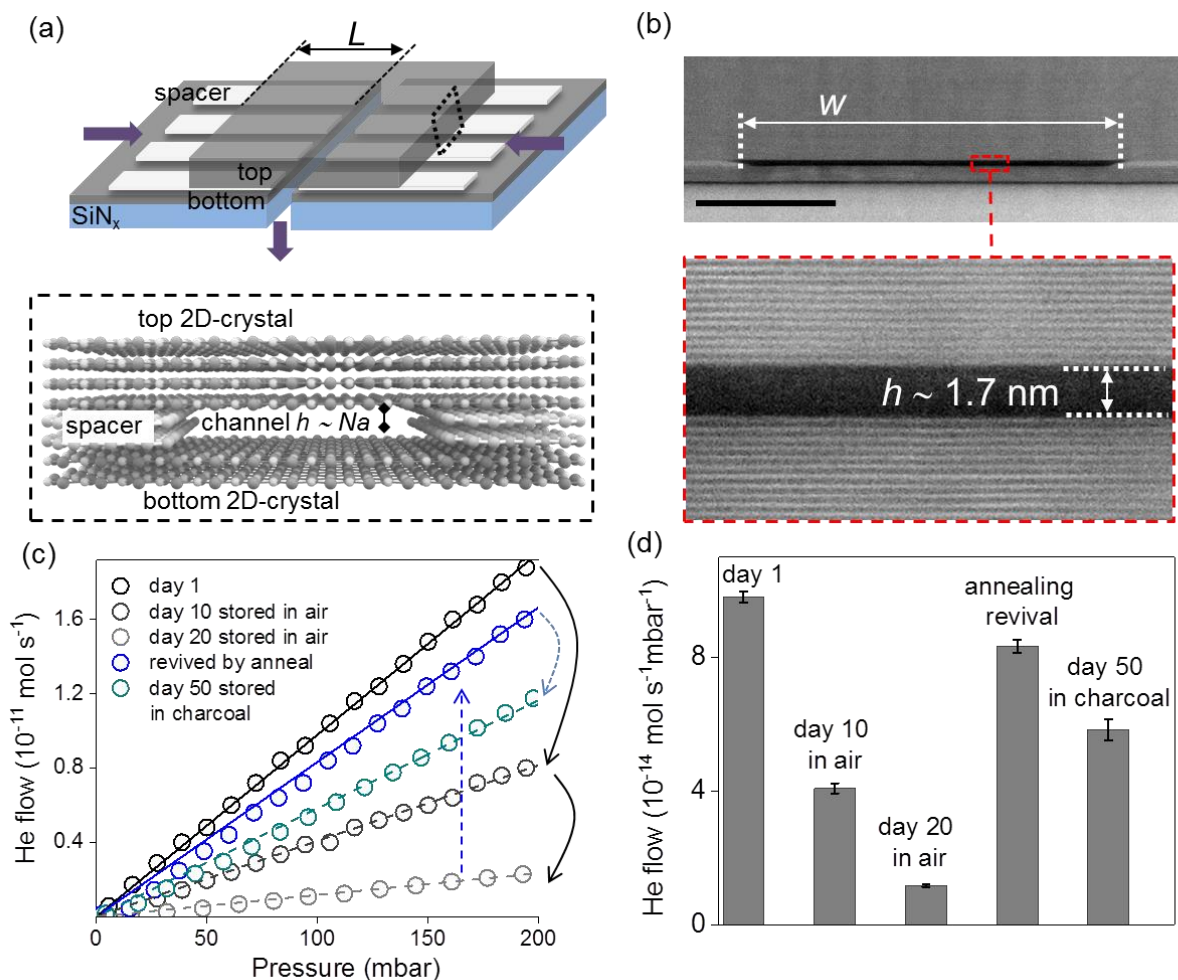 (a)
L
spacer
top
bottom
SiNₓ
top 2D-crystal
spacer
channel h ~ Na
bottom 2D-crystal
(b)
w
h ~ 1.7 nm
(c)
He flow (10⁻¹¹ mol s⁻¹)
1.6
1.2
0.8
0.4
day 1
day 10 stored in air
day 20 stored in air
revived by anneal
day 50 stored
in charcoal
0
50
100
150
200
Pressure (mbar)
(d)
He flow (10⁻¹⁴ mol s⁻¹mbar⁻¹)
8
4
0
day 1
day 10
in air
day 20
in air
annealing
revival
day 50
in charcoal